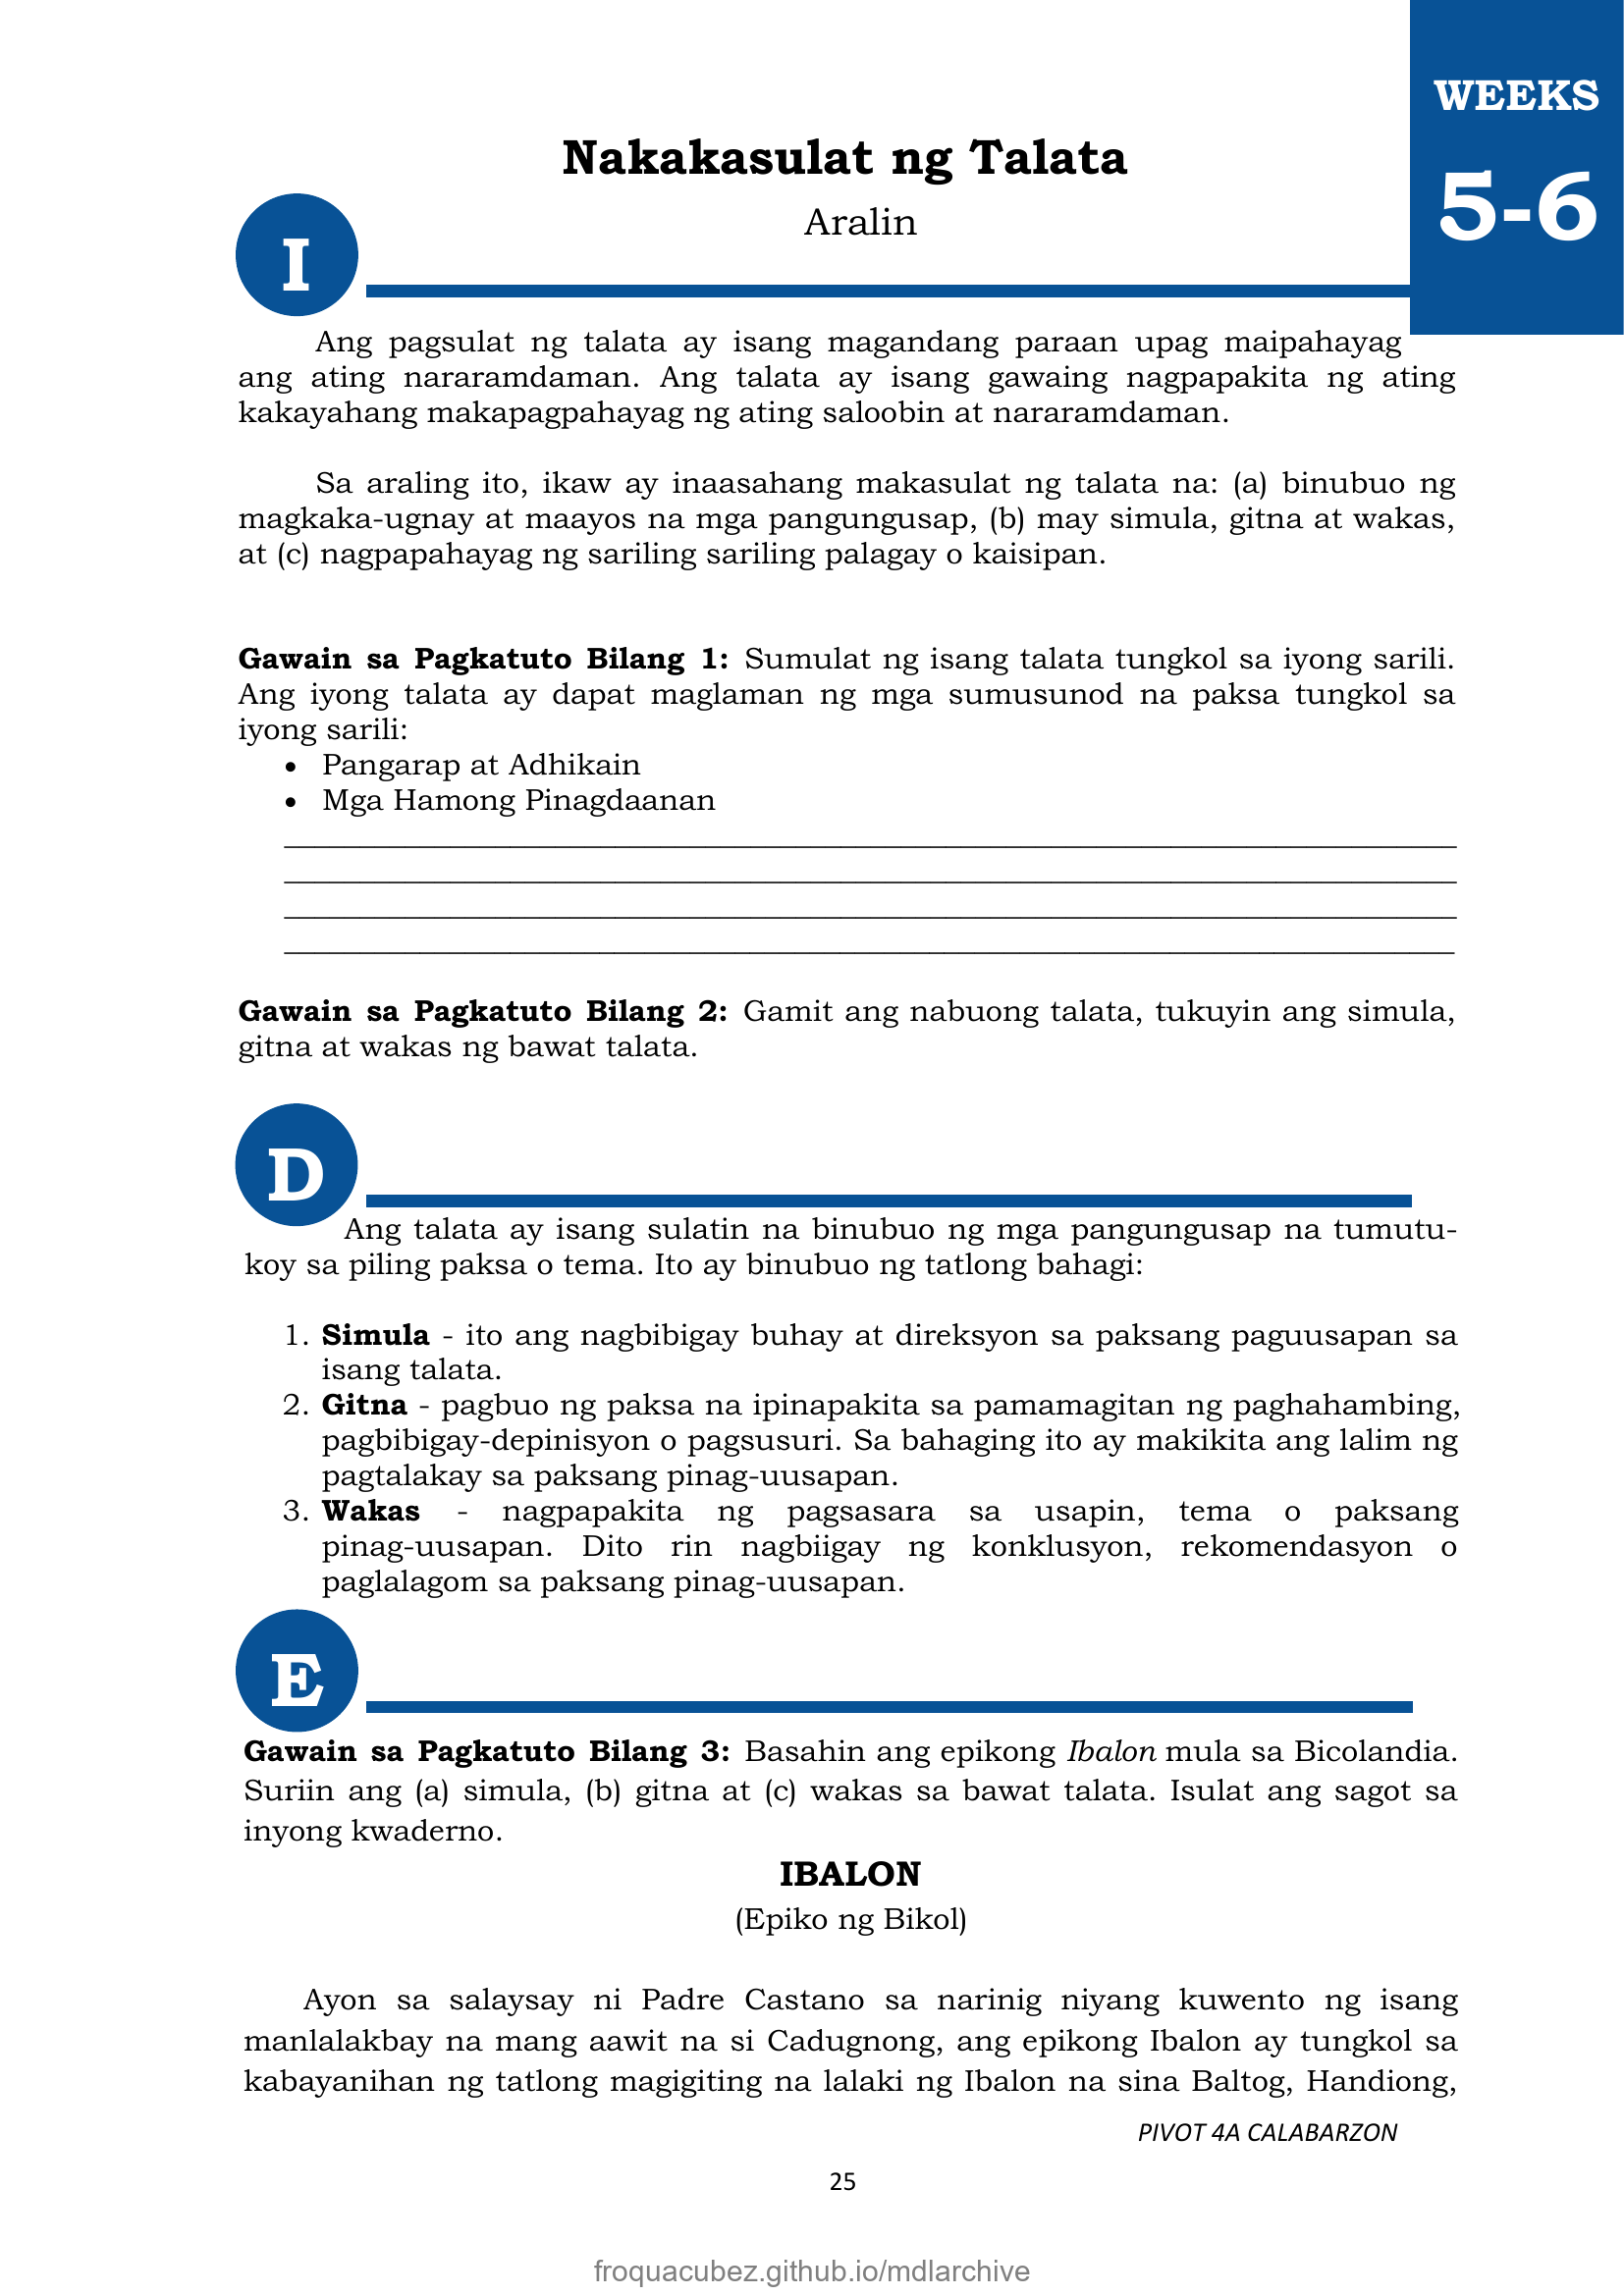 WEEKS
5-6
Nakakasulat ng Talata
Aralin
I
Ang pagsulat ng talata ay isang magandang paraan upag maipahayag
ang ating nararamdaman. Ang talata ay isang gawaing nagpapakita ng ating
kakayahang makapagpahayag ng ating saloobin at nararamdaman.
Sa araling ito, ikaw ay inaasahang makasulat ng talata na: (a) binubuo ng
magkaka-ugnay at maayos na mga pangungusap, (b) may simula, gitna at wakas,
at (c) nagpapahayag ng sariling sariling palagay o kaisipan.
Gawain sa Pagkatuto Bilang 1: Sumulat ng isang talata tungkol sa iyong sarili.
Ang iyong talata ay dapat maglaman ng mga sumusunod na paksa tungkol sa
iyong sarili:
• Pangarap at Adhikain
• Mga Hamong Pinagdaanan
Gawain sa Pagkatuto Bilang 2: Gamit ang nabuong talata, tukuyin ang simula,
gitna at wakas ng bawat talata.
D
Ang talata ay isang sulatin na binubuo ng mga pangungusap na tumutu-
koy sa piling paksa o tema. Ito ay binubuo ng tatlong bahagi:
1. Simula - ito ang nagbibigay buhay at direksyon sa paksang paguusapan sa
isang talata.
2. Gitna - pagbuo ng paksa na ipinapakita sa pamamagitan ng paghahambing,
pagbibigay-depinisyon o pagsusuri. Sa bahaging ito ay makikita ang lalim ng
pagtalakay sa paksang pinag-uusapan.
3. Wakas - nagpapakita ng pagsasara sa usapin, tema o paksang
pinag-uusapan. Dito rin nagbiigay ng konklusyon, rekomendasyon o
paglalagom sa paksang pinag-uusapan.
E
Gawain sa Pagkatuto Bilang 3: Basahin ang epikong Ibalon mula sa Bicolandia.
Suriin ang (a) simula, (b) gitna at (c) wakas sa bawat talata. Isulat ang sagot sa
inyong kwaderno.
IBALON
(Epiko ng Bikol)
Ayon sa salaysay ni Padre Castano sa narinig niyang kuwento ng isang
manlalakbay na mang aawit na si Cadugnong, ang epikong Ibalon ay tungkol sa
kabayanihan ng tatlong magigiting na lalaki ng Ibalon na sina Baltog, Handiong,
PIVOT 4A CALABARZON
25
froquacubez.github.io/mdlarchive